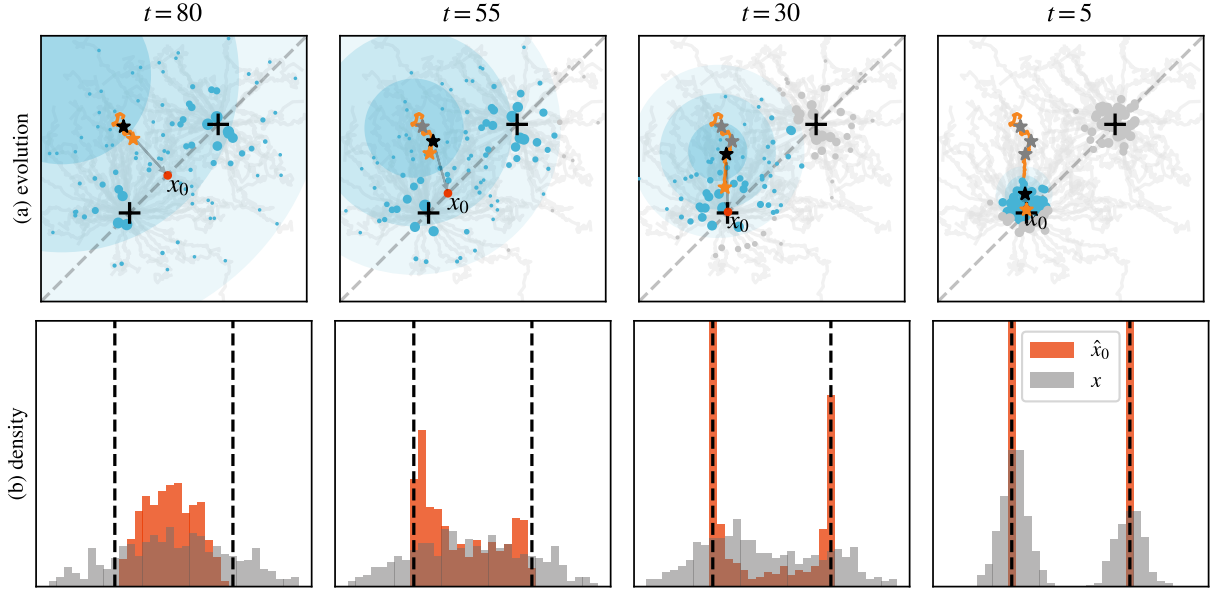 t = 80
t = 55
t = 30
t = 5
(a) evolution
x₀
x₀
x₀
x₀
(b) density
x̂₀
x